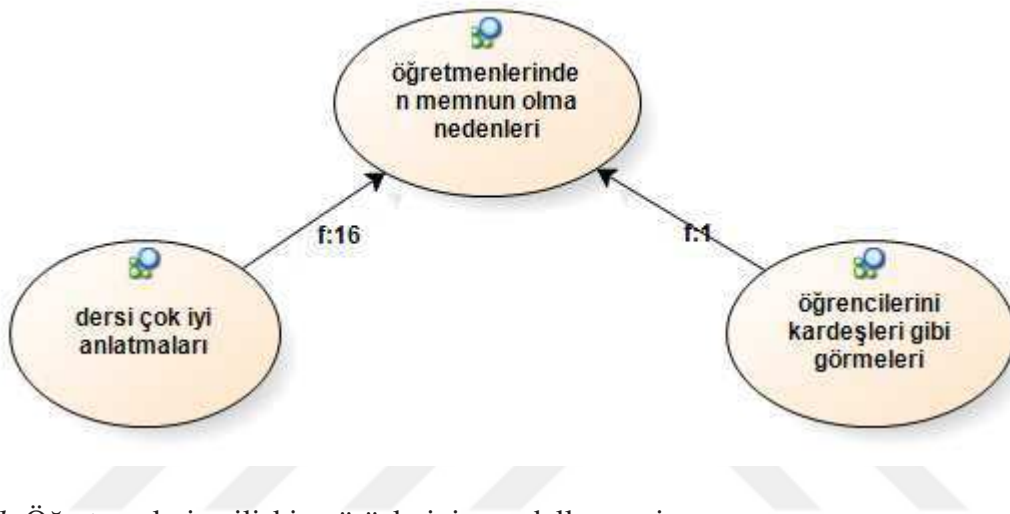 öğretmenlerinde
n memnun olma
nedenleri
f:16
f:1
dersi çok iyi
anlatmaları
öğrencilerini
kardeşleri gibi
görmeleri